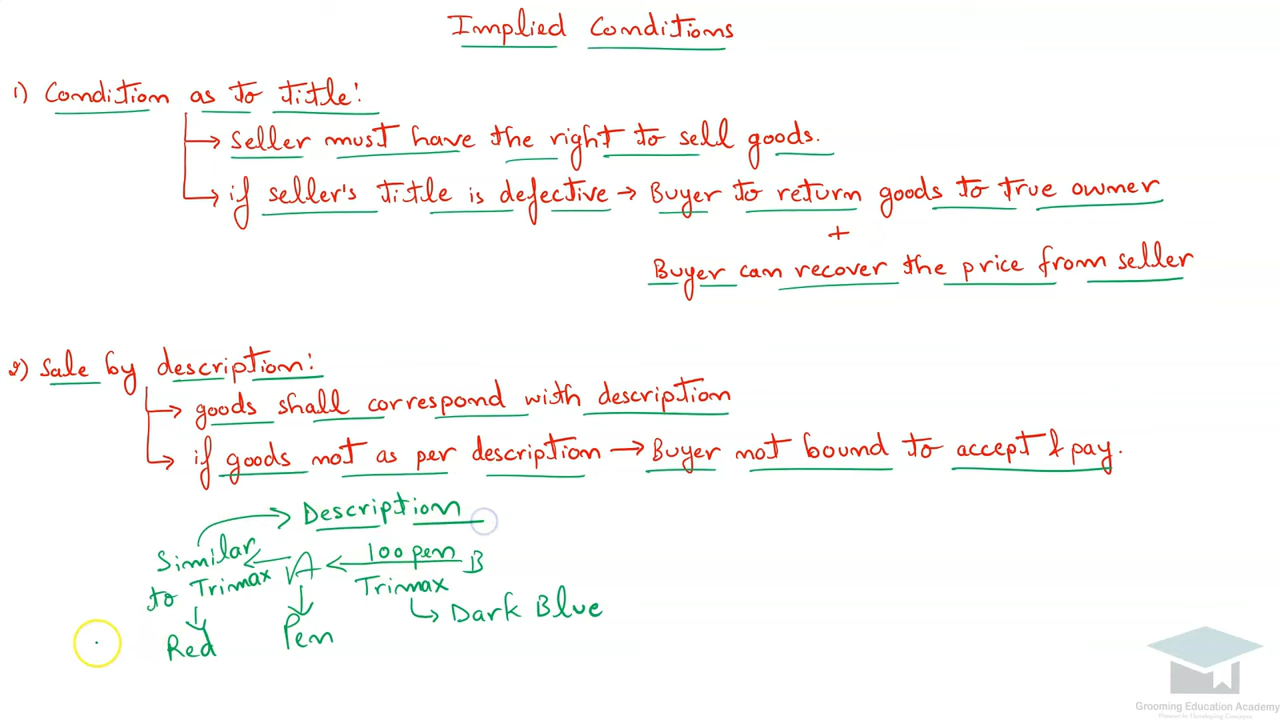 Implied Conditions
1) Condition as to title:
→ Seller must have the right to sell goods.
→ if seller's title is defective → Buyer to return goods to true owner
+
Buyer can recover the price from seller
2) Sale by description:
→ goods shall correspond with description
→ if goods not as per description → Buyer not bound to accept & pay.
Description
Similar ← A ← 100 pen B
to Trimax Trimax
→ Dark Blue
Red Pen
Grooming Education Academy